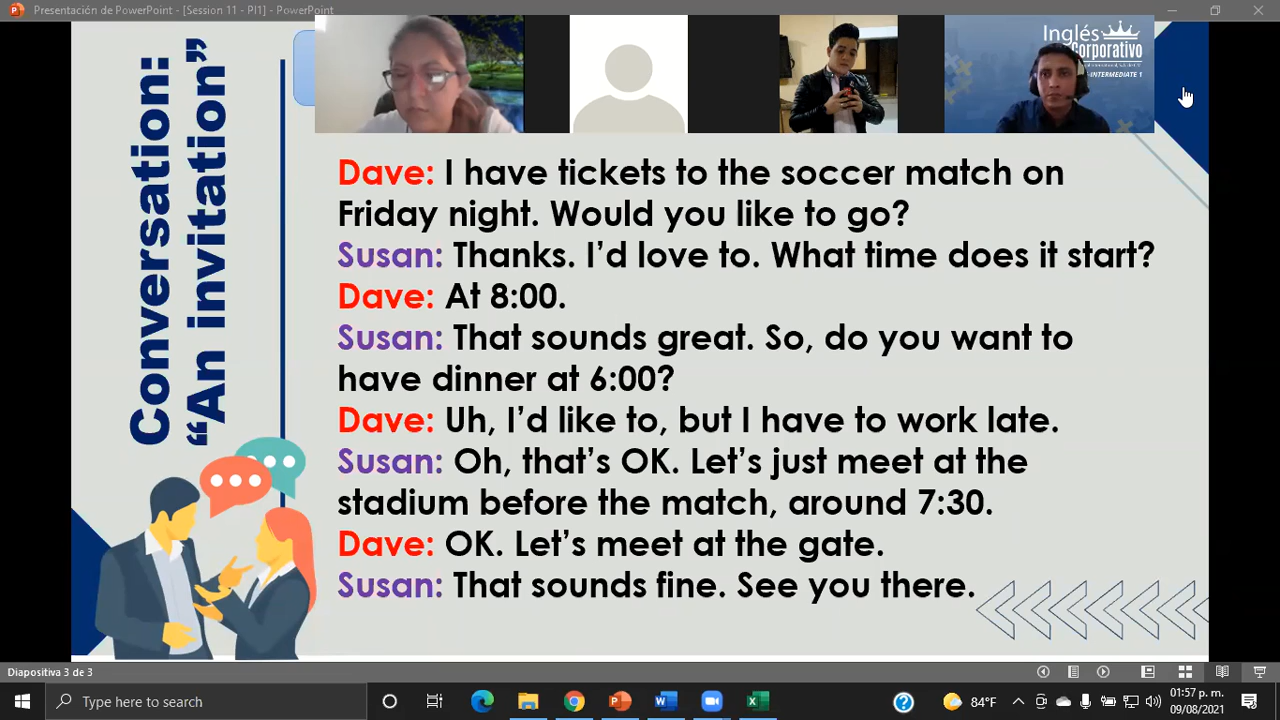 Presentación de PowerPoint - [Session 11 - PI1] - PowerPoint
Inglés
Corporativo
INTERMEDIATE 1
Conversation:
“An invitation”
Dave: I have tickets to the soccer match on
Friday night. Would you like to go?
Susan: Thanks. I’d love to. What time does it start?
Dave: At 8:00.
Susan: That sounds great. So, do you want to
have dinner at 6:00?
Dave: Uh, I’d like to, but I have to work late.
Susan: Oh, that’s OK. Let’s just meet at the
stadium before the match, around 7:30.
Dave: OK. Let’s meet at the gate.
Susan: That sounds fine. See you there.
Diapositiva 3 de 3
Type here to search
84°F
01:57 p. m.
09/08/2021